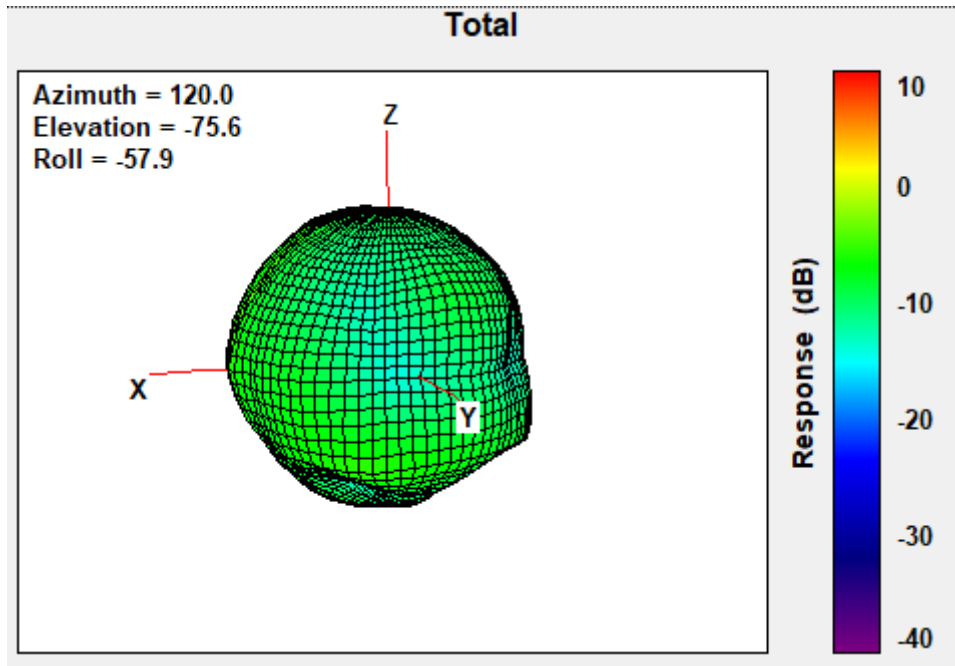 Total
Azimuth = 120.0
Elevation = -75.6
Roll = -57.9
Z
X
Y
10
0
-10
-20
-30
-40
Response (dB)